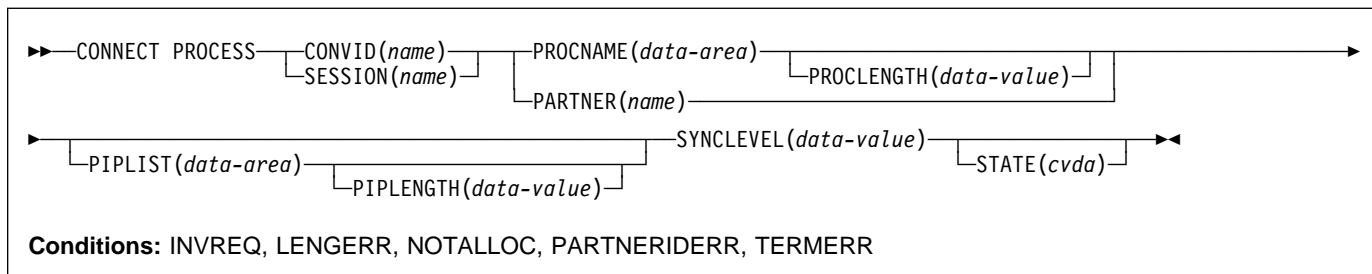 CONNECT PROCESS CONVID(name) PROCNAME(data-area)
SESSION(name) PROCLENGTH(data-value)
PARTNER(name)
SYNCLEVEL(data-value)
PIPLIST(data-area) STATE(cvda)
PIPLENGTH(data-value)
Conditions: INVREQ, LENGERR, NOTALLOC, PARTNERIDERR, TERMERR